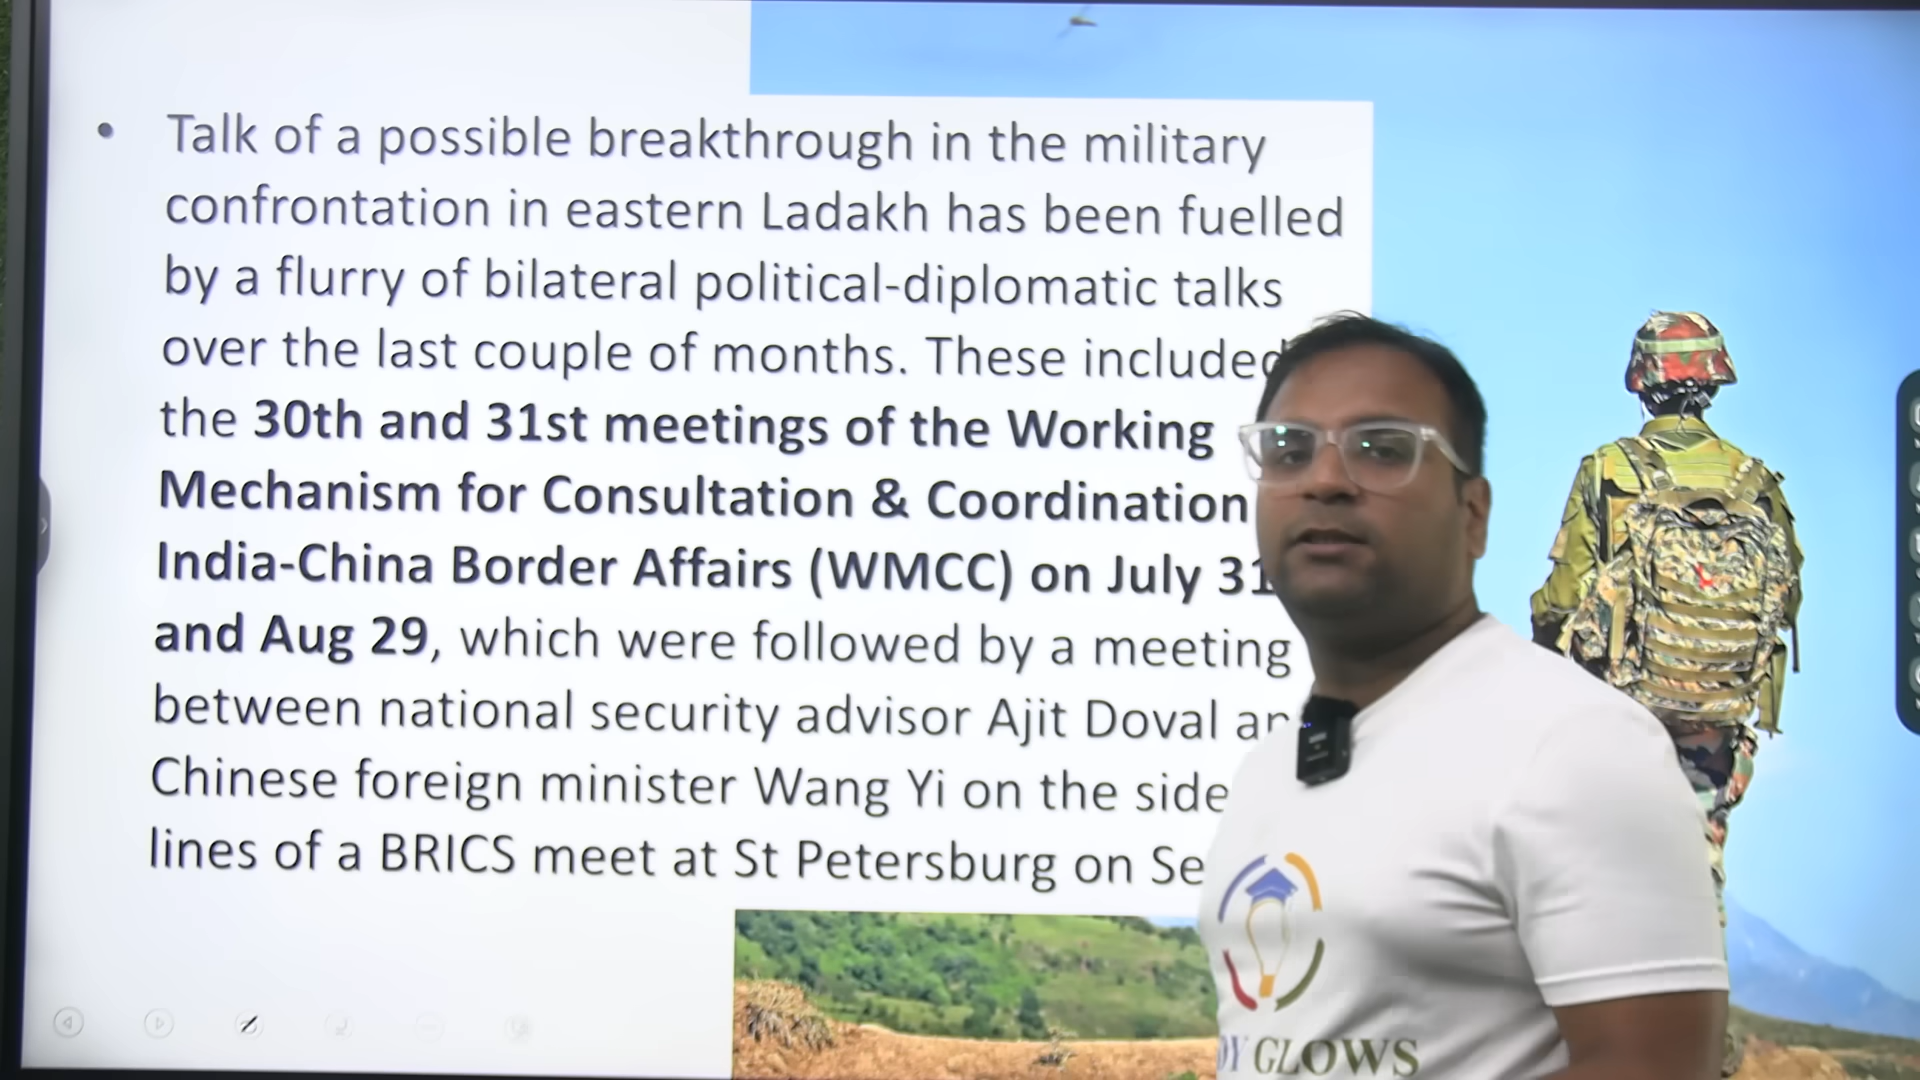 • Talk of a possible breakthrough in the military
confrontation in eastern Ladakh has been fuelled
by a flurry of bilateral political-diplomatic talks
over the last couple of months. These included
the 30th and 31st meetings of the Working
Mechanism for Consultation & Coordination
India-China Border Affairs (WMCC) on July 31
and Aug 29, which were followed by a meeting
between national security advisor Ajit Doval
Chinese foreign minister Wang Yi on the side
lines of a BRICS meet at St Petersburg on
GLOWS